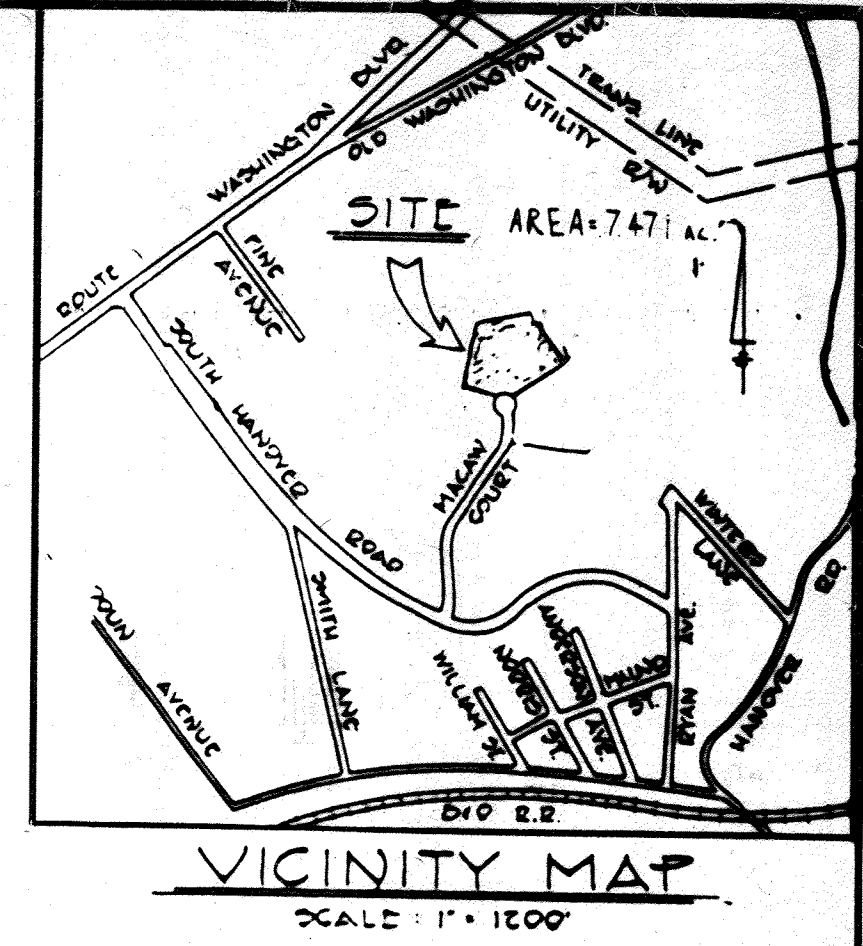 WASHINGTON BLVD.
OLD WASHINGTON BLVD.
TRANS. LINE
UTILITY R/W
SITE
AREA = 7.47 ± AC.
ROUTE 1
PINE
AVENUE
SOUTH HANOVER ROAD
MACAW
COURT
WINTERS
LANE
HANOVER RD.
SMITH LANE
AVENUE
WILLIAM ST.
NORRIS ST.
ANDERSON AVE.
ST.
RYAN AVE.
B&O R.R.
VICINITY MAP
SCALE : 1" = 1200'